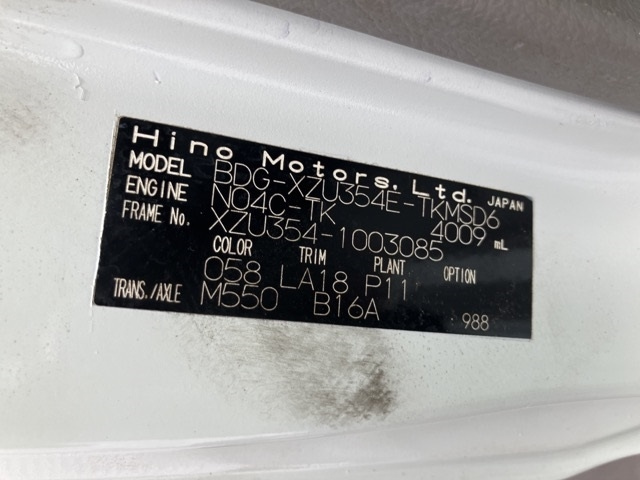 Hino Motors, Ltd. JAPAN
MODEL BDG-XZU354E-TKMSD6
ENGINE N04C-TK 4009 mL
FRAME No. XZU354-1003085
COLOR TRIM PLANT OPTION
058 LA18 P11
TRANS./AXLE M550 B16A
988